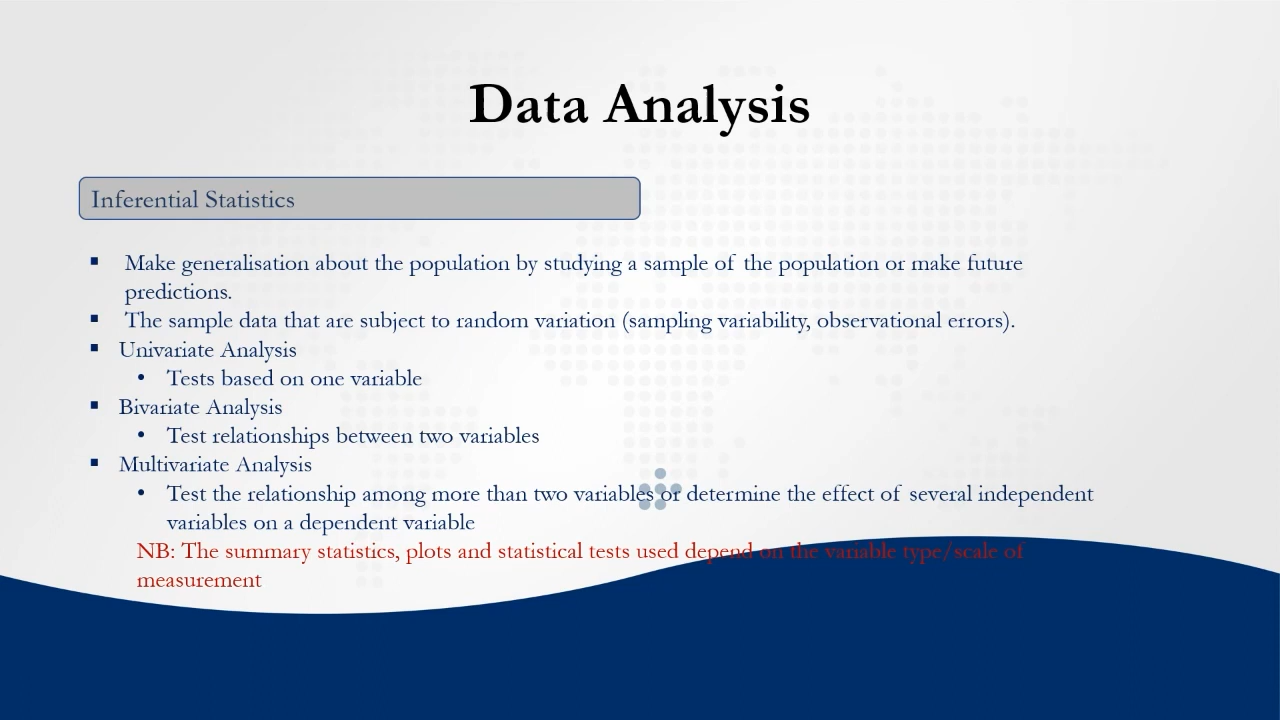 Data Analysis
Inferential Statistics
▪ Make generalisation about the population by studying a sample of the population or make future
predictions.
▪ The sample data that are subject to random variation (sampling variability, observational errors).
▪ Univariate Analysis
• Tests based on one variable
▪ Bivariate Analysis
• Test relationships between two variables
▪ Multivariate Analysis
• Test the relationship among more than two variables or determine the effect of several independent
variables on a dependent variable
NB: The summary statistics, plots and statistical tests used depend on the variable type/scale of
measurement